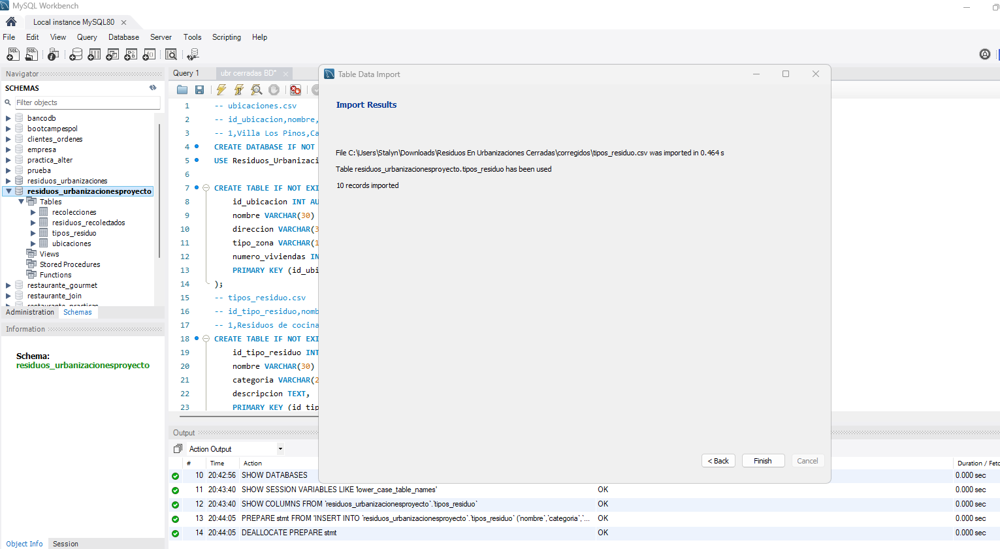 MySQL Workbench
Local instance MySQL80
File Edit View Query Database Server Tools Scripting Help
Navigator
SCHEMAS
Filter objects
bancodb
bootcampespol
clientes_ordenes
empresa
practica_alter
prueba
residuos_urbanizaciones
residuos_urbanizacionesproyecto
Tables
recolecciones
residuos_recolectados
tipos_residuo
ubicaciones
Views
Stored Procedures
Functions
restaurante_gourmet
restaurante_join
Administration Schemas
Information
Schema:
residuos_urbanizacionesproyecto
Object Info Session
Query 1
ubr cerradas BD*
1 -- ubicaciones.csv
2 -- id_ubicacion,nombre,
3 -- 1,Villa Los Pinos,Ca
4 CREATE DATABASE IF NOT
5 USE Residuos_Urbanizaci
6
7 CREATE TABLE IF NOT EXI
8 id_ubicacion INT AU
9 nombre VARCHAR(30)
10 direccion VARCHAR(3
11 tipo_zona VARCHAR(1
12 numero_viviendas IN
13 PRIMARY KEY (id_ubi
14 );
15 -- tipos_residuo.csv
16 -- id_tipo_residuo,nomb
17 -- 1,Residuos de cocina
18 CREATE TABLE IF NOT EXI
19 id_tipo_residuo INT
20 nombre VARCHAR(30)
21 categoria VARCHAR(2
22 descripcion TEXT,
23 PRIMARY KEY (id_tip
Table Data Import
Import Results
File C:\Users\Stalyn\Downloads\Residuos En Urbanizaciones Cerradas\corregidos\tipos_residuo.csv was imported in 0.464 s
Table residuos_urbanizacionesproyecto.tipos_residuo has been used
10 records imported
< Back Finish Cancel
Output
Action Output
# Time Action Duration / Fetc
10 20:42:56 SHOW DATABASES 0.000 sec
11 20:43:40 SHOW SESSION VARIABLES LIKE 'lower_case_table_names' OK 0.000 sec
12 20:43:40 SHOW COLUMNS FROM `residuos_urbanizacionesproyecto`.`tipos_residuo` OK 0.000 sec
13 20:44:05 PREPARE stmt FROM 'INSERT INTO `residuos_urbanizacionesproyecto`.`tipos_residuo` (`nombre`,`categoria`,`... OK 0.000 sec
14 20:44:05 DEALLOCATE PREPARE stmt OK 0.000 sec